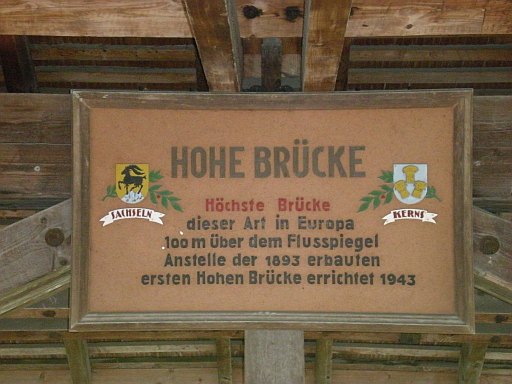 HOHE BRÜCKE
SACHSELN
KERNS
Höchste Brücke
dieser Art in Europa
100m Über dem Flusspiegel
Anstelle der 1893 erbauten
ersten Hohen Brücke errichtet 1943